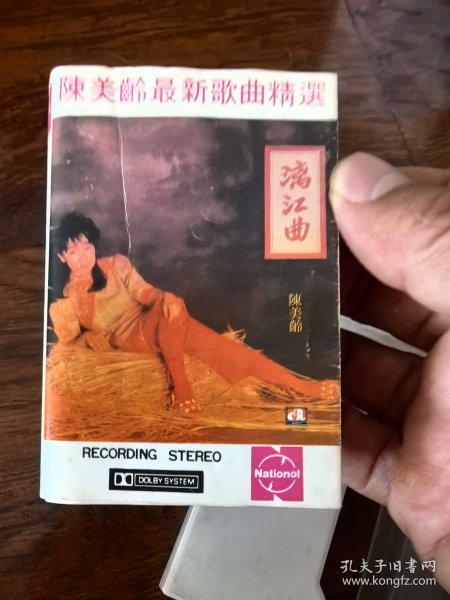 陳美齡最新歌曲精選
漓江曲
陳美齡
RECORDING STEREO
DOLBY SYSTEM
Nationol
孔夫子旧书网
www.kongfz.com